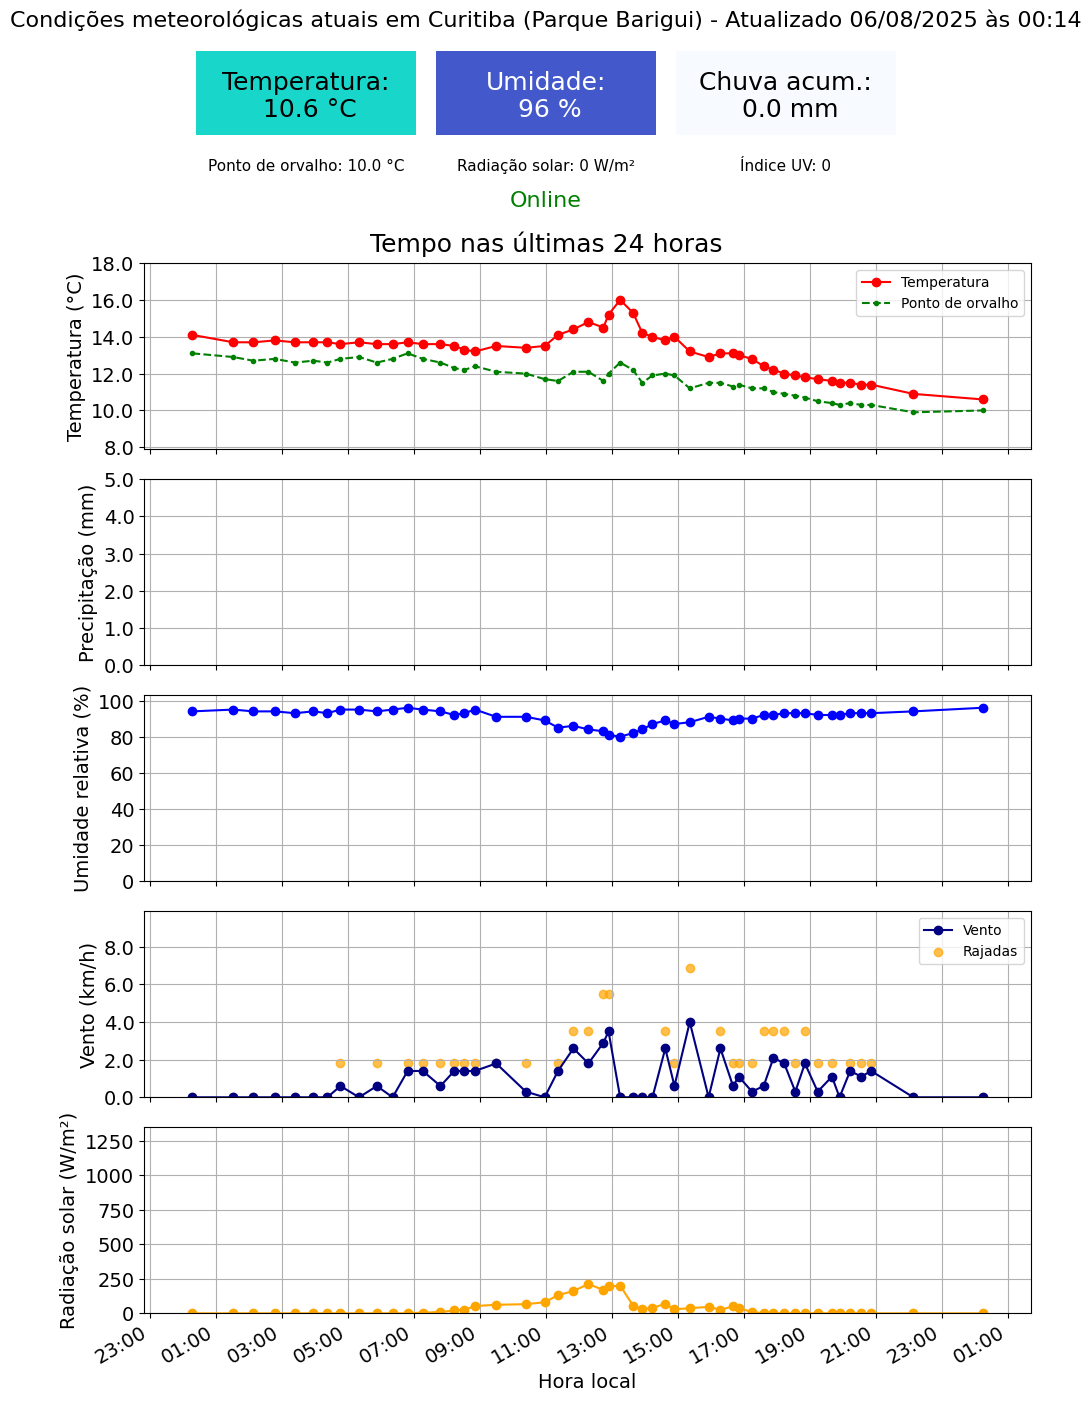 Condições meteorológicas atuais em Curitiba (Parque Barigui) - Atualizado 06/08/2025 às 00:14
Temperatura:
10.6 °C
Umidade:
96 %
Chuva acum.:
0.0 mm
Ponto de orvalho: 10.0 °C
Radiação solar: 0 W/m²
Índice UV: 0
Online
Tempo nas últimas 24 horas
Temperatura (°C)
18.0
16.0
14.0
12.0
10.0
8.0
Temperatura
Ponto de orvalho
Precipitação (mm)
5.0
4.0
3.0
2.0
1.0
0.0
Umidade relativa (%)
100
80
60
40
20
0
Vento (km/h)
8.0
6.0
4.0
2.0
0.0
Vento
Rajadas
Radiação solar (W/m²)
1250
1000
750
500
250
0
23:00 01:00 03:00 05:00 07:00 09:00 11:00 13:00 15:00 17:00 19:00 21:00 23:00 01:00
Hora local